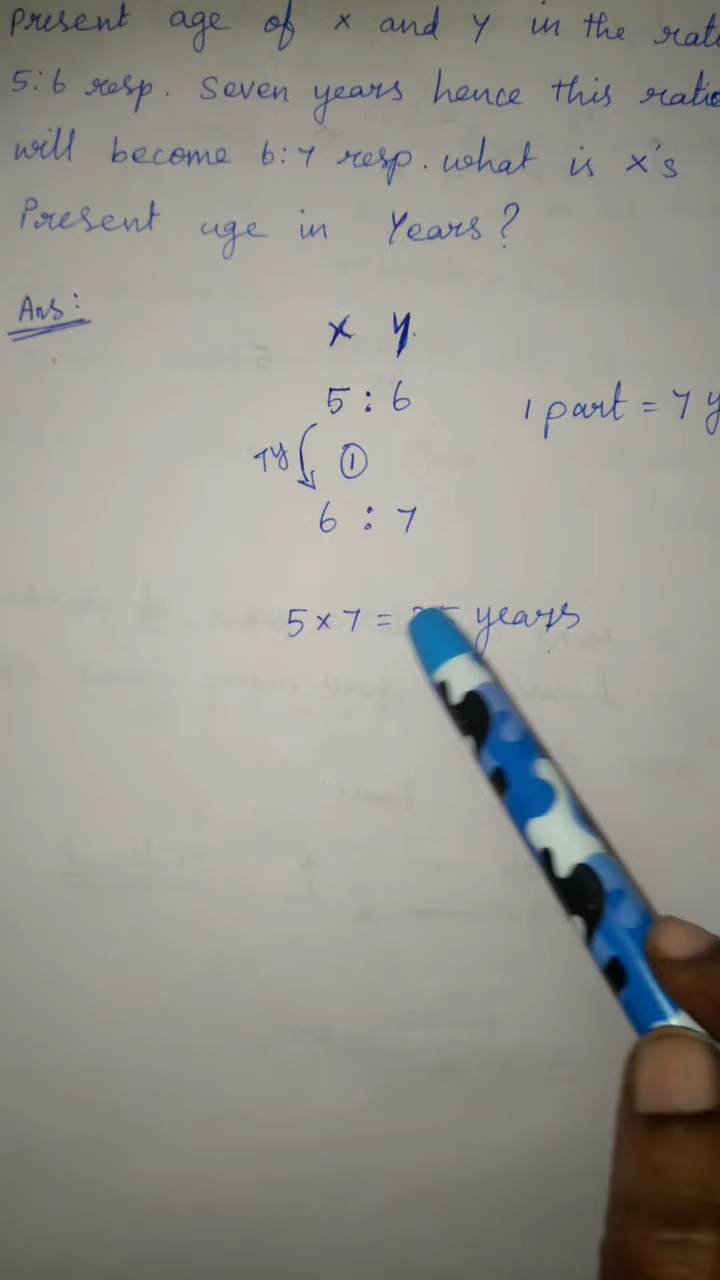 Present age of x and y in the
5:6 resp. Seven years hence this ratio
will become 6:7 resp. what is x's
Present age in Years?
Ans:
x y
5 : 6 1 part = 7 y
7y ①
6 : 7
5 × 7 = years